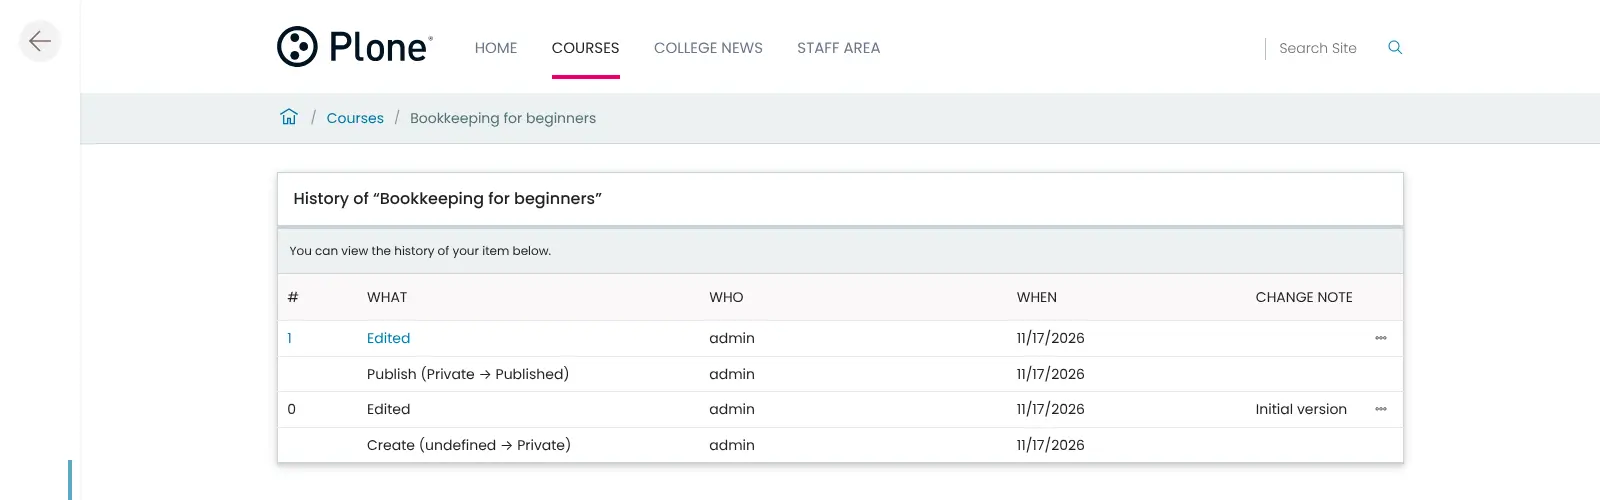 Plone®
HOME COURSES COLLEGE NEWS STAFF AREA
Search Site
/ Courses / Bookkeeping for beginners
History of “Bookkeeping for beginners”
You can view the history of your item below.
# WHAT WHO WHEN CHANGE NOTE
1 Edited admin 11/17/2026
Publish (Private → Published) admin 11/17/2026
0 Edited admin 11/17/2026 Initial version
Create (undefined → Private) admin 11/17/2026